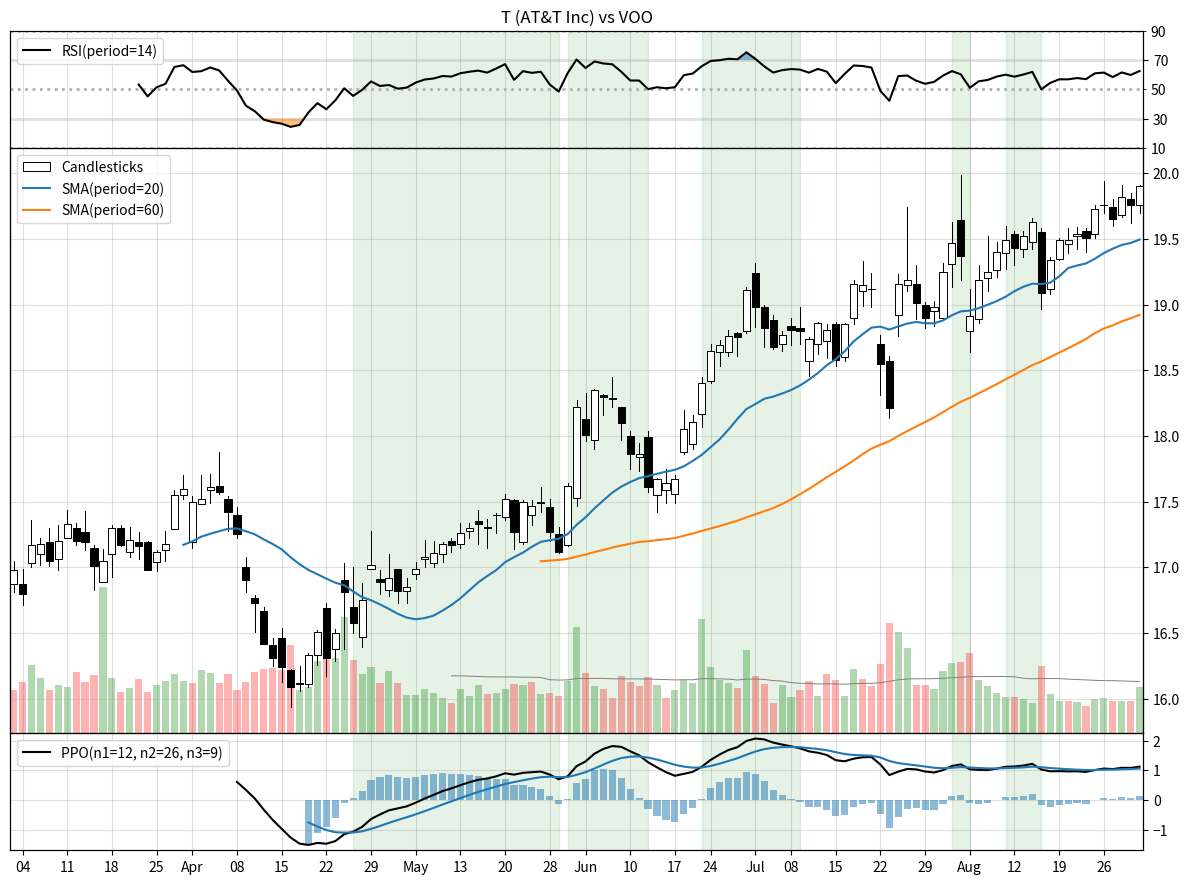 T (AT&T Inc) vs VOO
RSI(period=14)
90
70
50
30
10
Candlesticks
SMA(period=20)
SMA(period=60)
20.0
19.5
19.0
18.5
18.0
17.5
17.0
16.5
16.0
PPO(n1=12, n2=26, n3=9)
2
1
0
−1
04 11 18 25 Apr 08 15 22 29 May 13 20 28 Jun 10 17 24 Jul 08 15 22 29 Aug 12 19 26